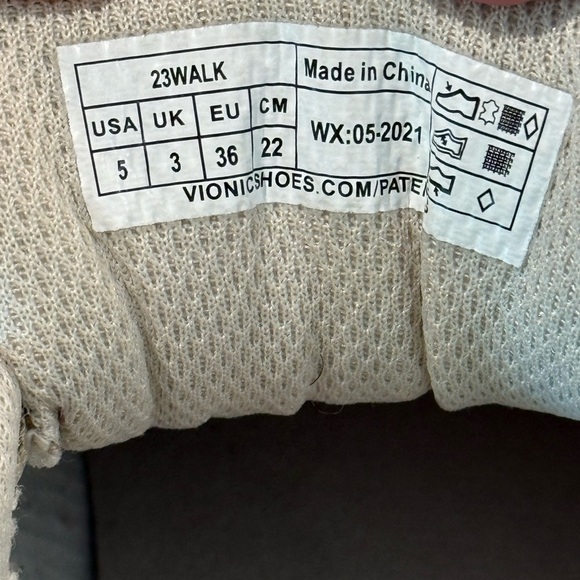 23WALK
Made in China
USA UK EU CM
5 3 36 22
WX:05-2021
VIONICSHOES.COM/PATE